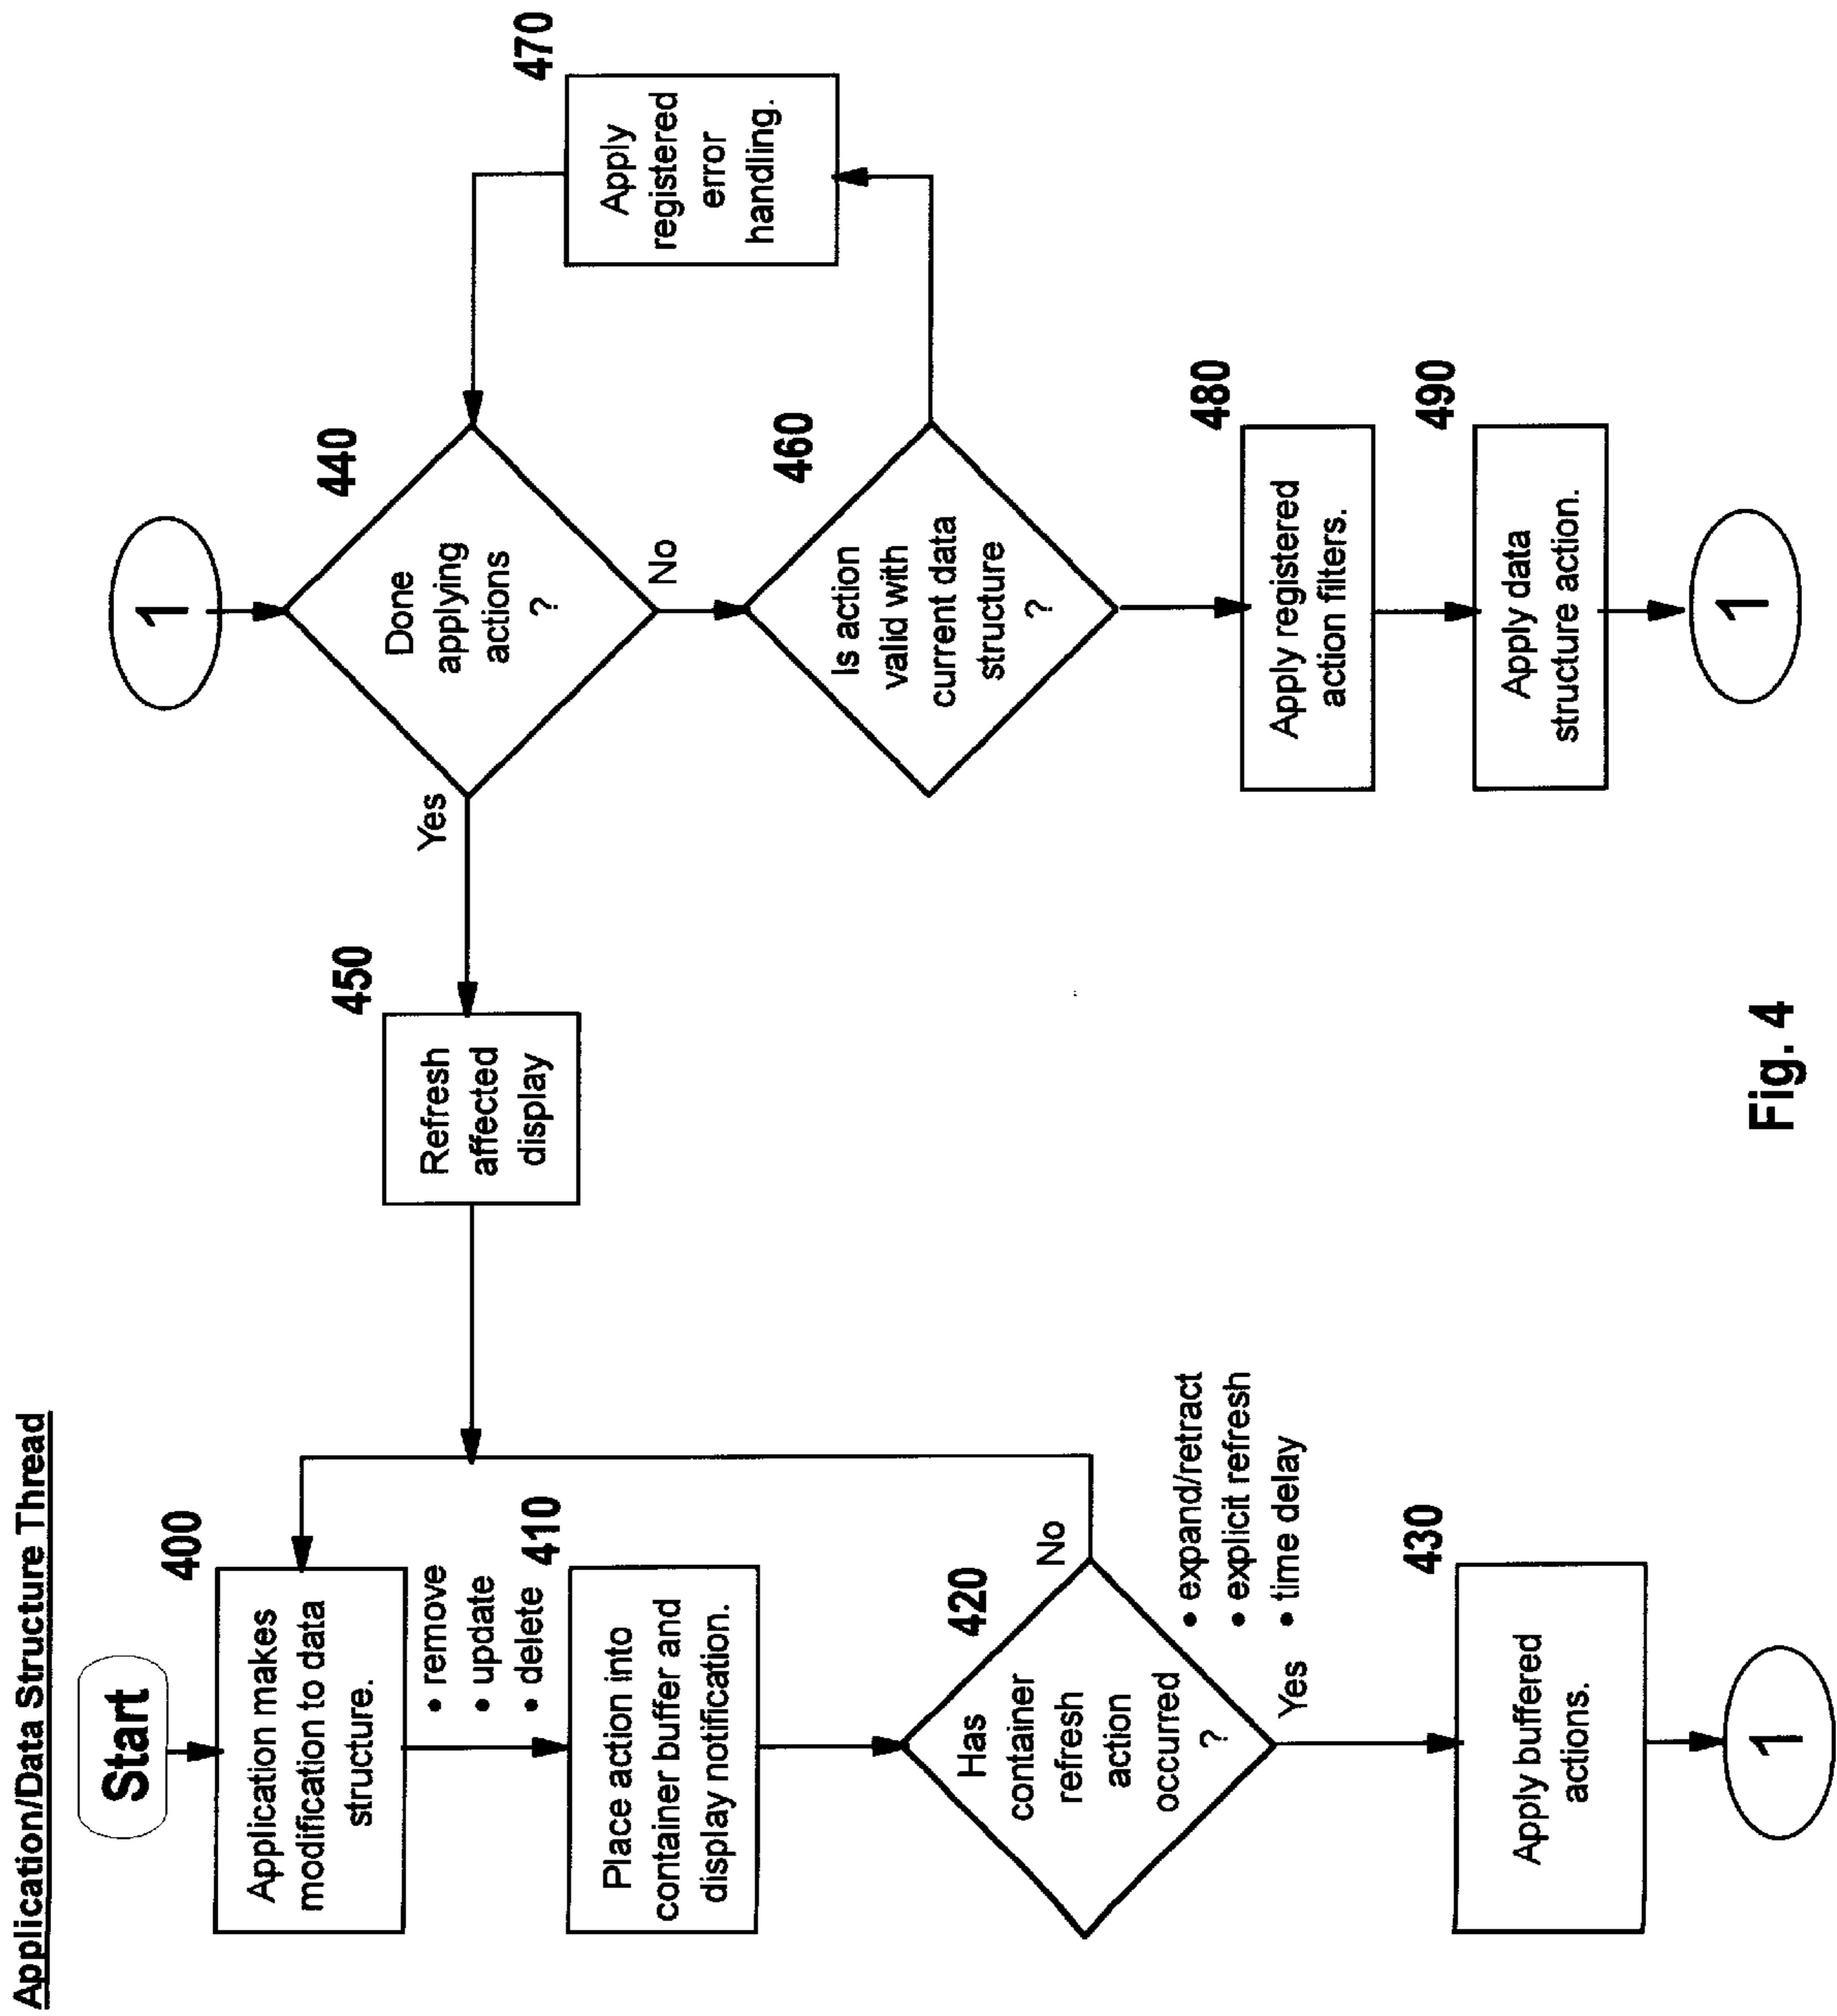 Application/Data Structure Thread
Start
400
Application makes
modification to data
structure.
• remove
• update
• delete
410
Place action into
container buffer and
display notification.
420
Has
container
refresh
action
occurred
?
No
Yes
• expand/retract
• explicit refresh
• time delay
430
Apply buffered
actions.
1
450
Refresh
affected
display
1
440
Done
applying
actions
?
Yes
No
460
Is action
valid with
current data
structure
?
470
Apply
registered
error
handling.
480
Apply registered
action filters.
490
Apply data
structure action.
1
Fig. 4